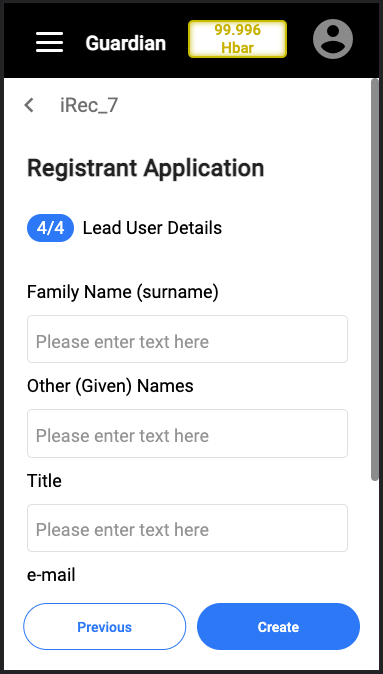 Guardian
99.996
Hbar
iRec_7
Registrant Application
4/4 Lead User Details
Family Name (surname)
Please enter text here
Other (Given) Names
Please enter text here
Title
Please enter text here
e-mail
Previous
Create